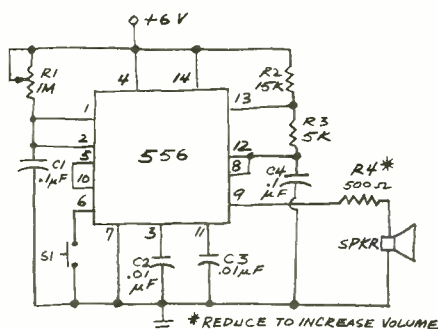 +6 V
R1
1M
4
14
R2
15K
1
13
R3
5K
2
556
12
5
8
C1
.1µF
10
C4
.1
µF
R4*
500Ω
6
9
S1
7
3
11
C2
.01
µF
C3
.01µF
SPKR
*REDUCE TO INCREASE VOLUME